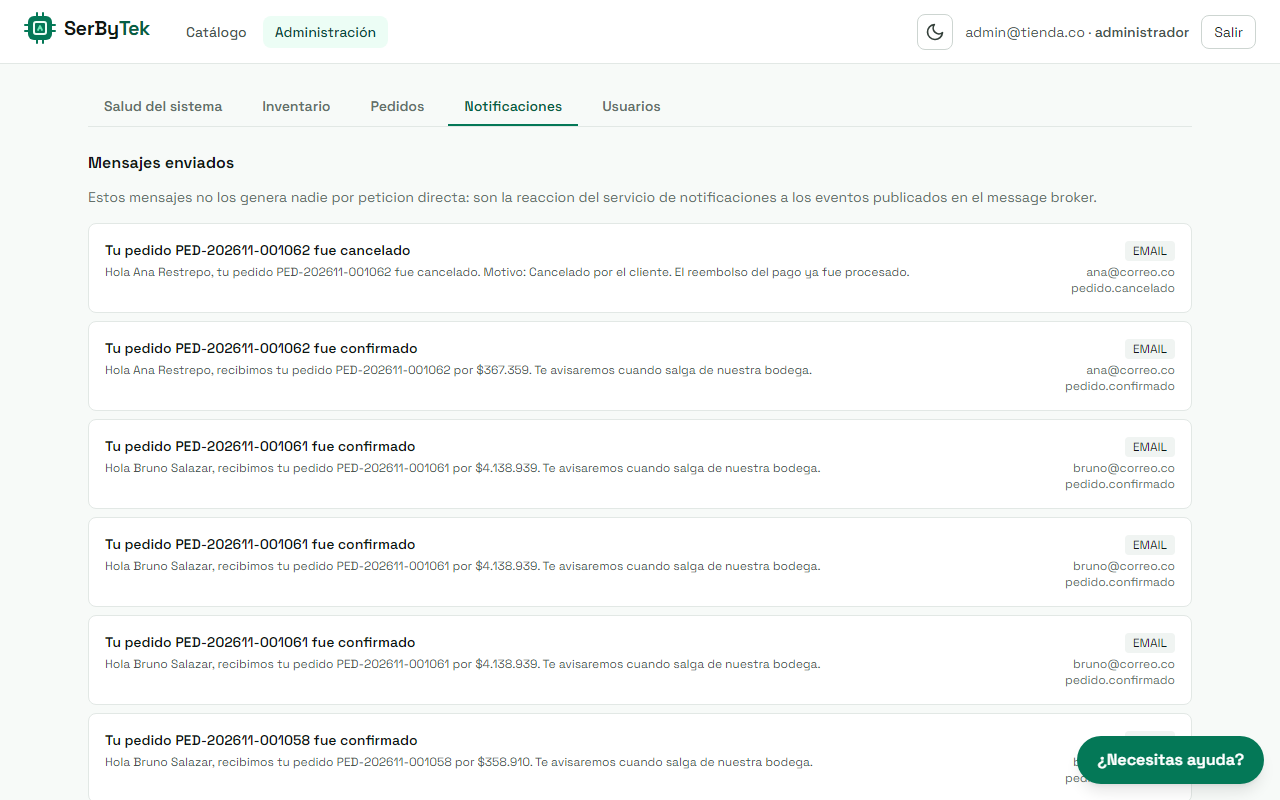 SerByTek
Catálogo
Administración
admin@tienda.co · administrador
Salir
Salud del sistema
Inventario
Pedidos
Notificaciones
Usuarios
Mensajes enviados
Estos mensajes no los genera nadie por peticion directa: son la reaccion del servicio de notificaciones a los eventos publicados en el message broker.
Tu pedido PED-202611-001062 fue cancelado
EMAIL
Hola Ana Restrepo, tu pedido PED-202611-001062 fue cancelado. Motivo: Cancelado por el cliente. El reembolso del pago ya fue procesado.
ana@correo.co
pedido.cancelado
Tu pedido PED-202611-001062 fue confirmado
EMAIL
Hola Ana Restrepo, recibimos tu pedido PED-202611-001062 por $367.359. Te avisaremos cuando salga de nuestra bodega.
ana@correo.co
pedido.confirmado
Tu pedido PED-202611-001061 fue confirmado
EMAIL
Hola Bruno Salazar, recibimos tu pedido PED-202611-001061 por $4.138.939. Te avisaremos cuando salga de nuestra bodega.
bruno@correo.co
pedido.confirmado
Tu pedido PED-202611-001061 fue confirmado
EMAIL
Hola Bruno Salazar, recibimos tu pedido PED-202611-001061 por $4.138.939. Te avisaremos cuando salga de nuestra bodega.
bruno@correo.co
pedido.confirmado
Tu pedido PED-202611-001061 fue confirmado
EMAIL
Hola Bruno Salazar, recibimos tu pedido PED-202611-001061 por $4.138.939. Te avisaremos cuando salga de nuestra bodega.
bruno@correo.co
pedido.confirmado
Tu pedido PED-202611-001058 fue confirmado
Hola Bruno Salazar, recibimos tu pedido PED-202611-001058 por $358.910. Te avisaremos cuando salga de nuestra bodega.
¿Necesitas ayuda?